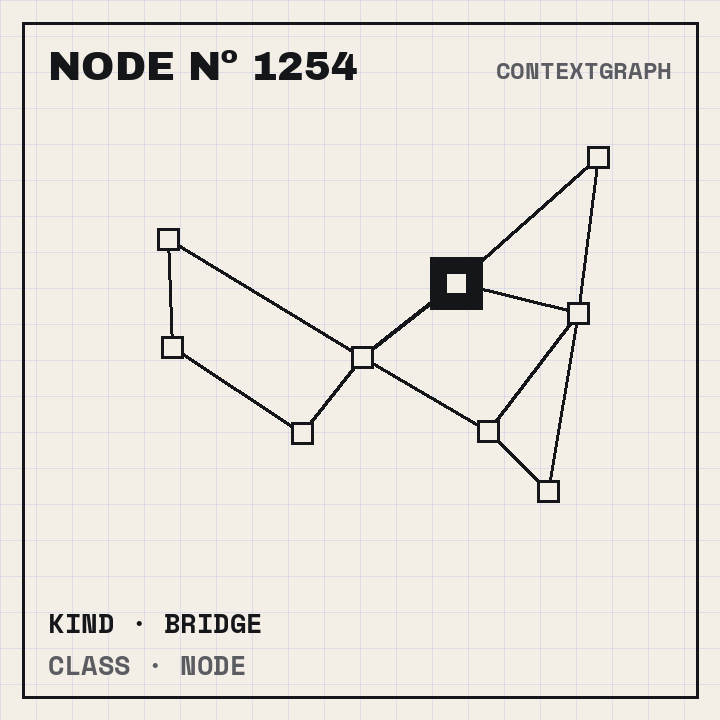 NODE Nº 1254
CONTEXTGRAPH
KIND · BRIDGE
CLASS · NODE